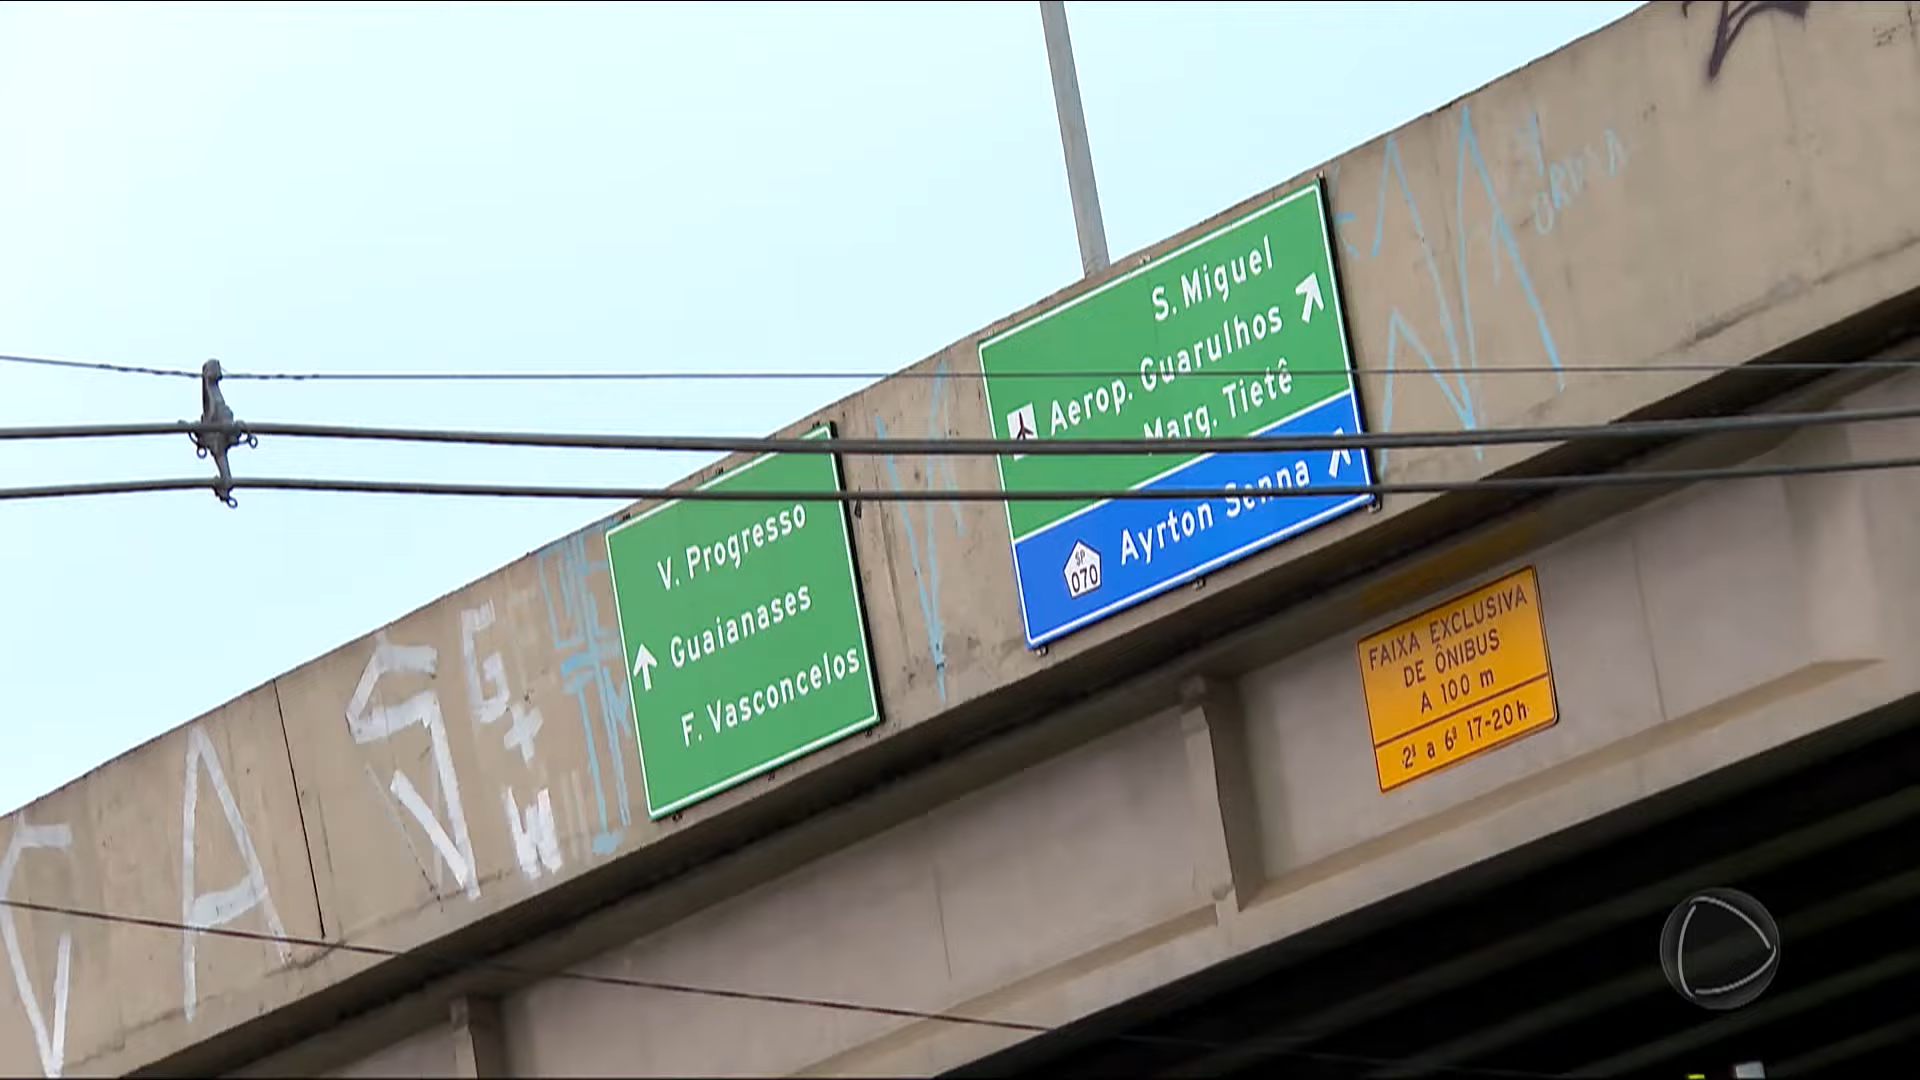 V. Progresso
Guaianases
F. Vasconcelos
S. Miguel
Aerop. Guarulhos
Marg. Tietê
SP
070
Ayrton Senna
FAIXA EXCLUSIVA
DE ÔNIBUS
A 100 m
2ª a 6ª 17-20h